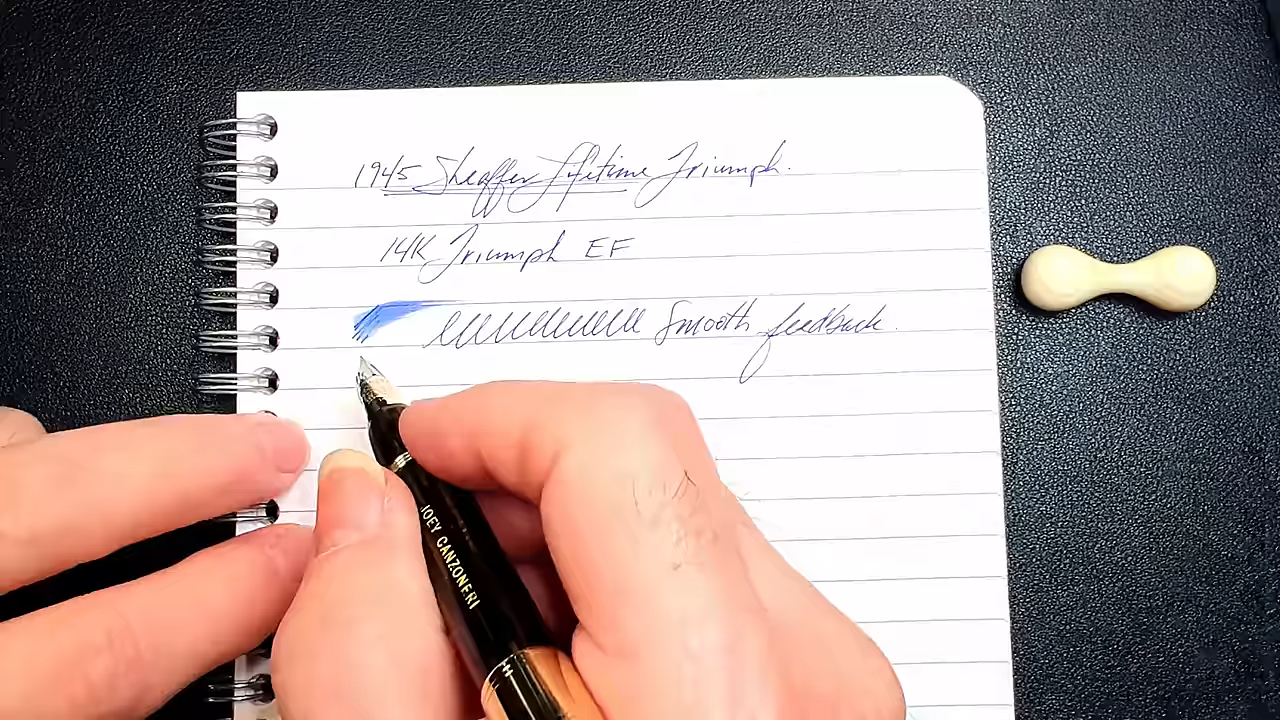 1945 Sheaffer Lifetime Triumph.
14K Triumph EF
Smooth feedback.
JOEY CANZONERI